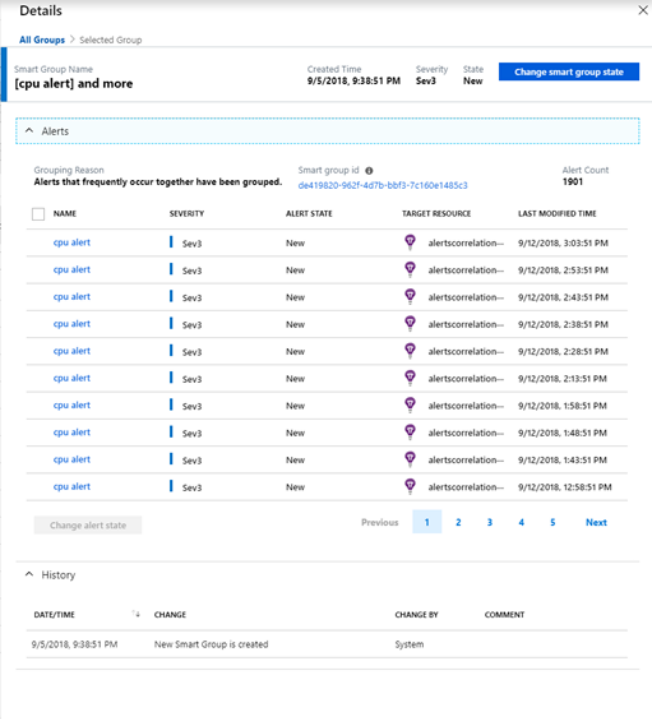 Details
All Groups > Selected Group
Smart Group Name
[cpu alert] and more
Created Time
9/5/2018, 9:38:51 PM
Severity
Sev3
State
New
Change smart group state
Alerts
Grouping Reason
Alerts that frequently occur together have been grouped.
Smart group id
de419820-962f-4d7b-bbf3-7c160e1485c3
Alert Count
1901
NAME SEVERITY ALERT STATE TARGET RESOURCE LAST MODIFIED TIME
cpu alert Sev3 New alertscorrelation--- 9/12/2018, 3:03:51 PM
cpu alert Sev3 New alertscorrelation--- 9/12/2018, 2:53:51 PM
cpu alert Sev3 New alertscorrelation--- 9/12/2018, 2:43:51 PM
cpu alert Sev3 New alertscorrelation--- 9/12/2018, 2:38:51 PM
cpu alert Sev3 New alertscorrelation--- 9/12/2018, 2:28:51 PM
cpu alert Sev3 New alertscorrelation--- 9/12/2018, 2:13:51 PM
cpu alert Sev3 New alertscorrelation--- 9/12/2018, 1:58:51 PM
cpu alert Sev3 New alertscorrelation--- 9/12/2018, 1:48:51 PM
cpu alert Sev3 New alertscorrelation--- 9/12/2018, 1:43:51 PM
cpu alert Sev3 New alertscorrelation--- 9/12/2018, 12:58:51 PM
Change alert state
Previous 1 2 3 4 5 Next
History
DATE/TIME CHANGE CHANGE BY COMMENT
9/5/2018, 9:38:51 PM New Smart Group is created System